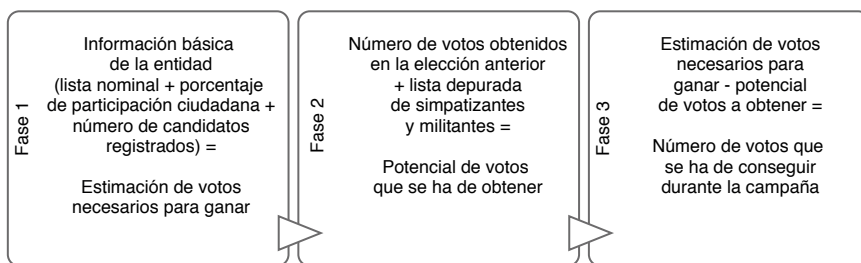 Fase 1
Información básica
de la entidad
(lista nominal + porcentaje
de participación ciudadana +
número de candidatos
registrados) =
Estimación de votos
necesarios para ganar
Fase 2
Número de votos obtenidos
en la elección anterior
+ lista depurada
de simpatizantes
y militantes =
Potencial de votos
que se ha de obtener
Fase 3
Estimación de votos
necesarios para
ganar - potencial
de votos a obtener =
Número de votos que
se ha de conseguir
durante la campaña